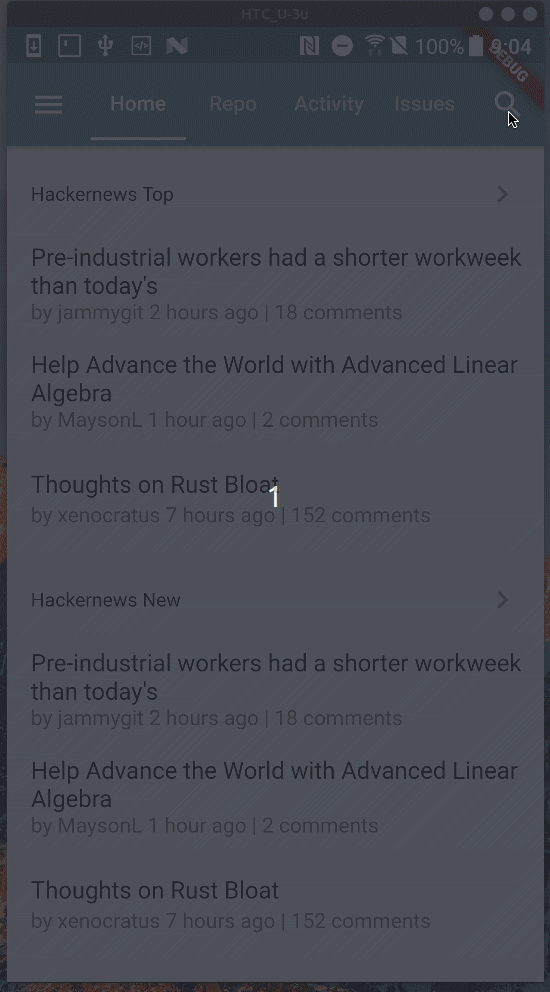 HTC_U-3u
100% 9:04
DEBUG
Home Repo Activity Issues
Hackernews Top
Pre-industrial workers had a shorter workweek
than today's
by jammygit 2 hours ago | 18 comments
Help Advance the World with Advanced Linear
Algebra
by MaysonL 1 hour ago | 2 comments
Thoughts on Rust Bloat
1
by xenocratus 7 hours ago | 152 comments
Hackernews New
Pre-industrial workers had a shorter workweek
than today's
by jammygit 2 hours ago | 18 comments
Help Advance the World with Advanced Linear
Algebra
by MaysonL 1 hour ago | 2 comments
Thoughts on Rust Bloat
by xenocratus 7 hours ago | 152 comments